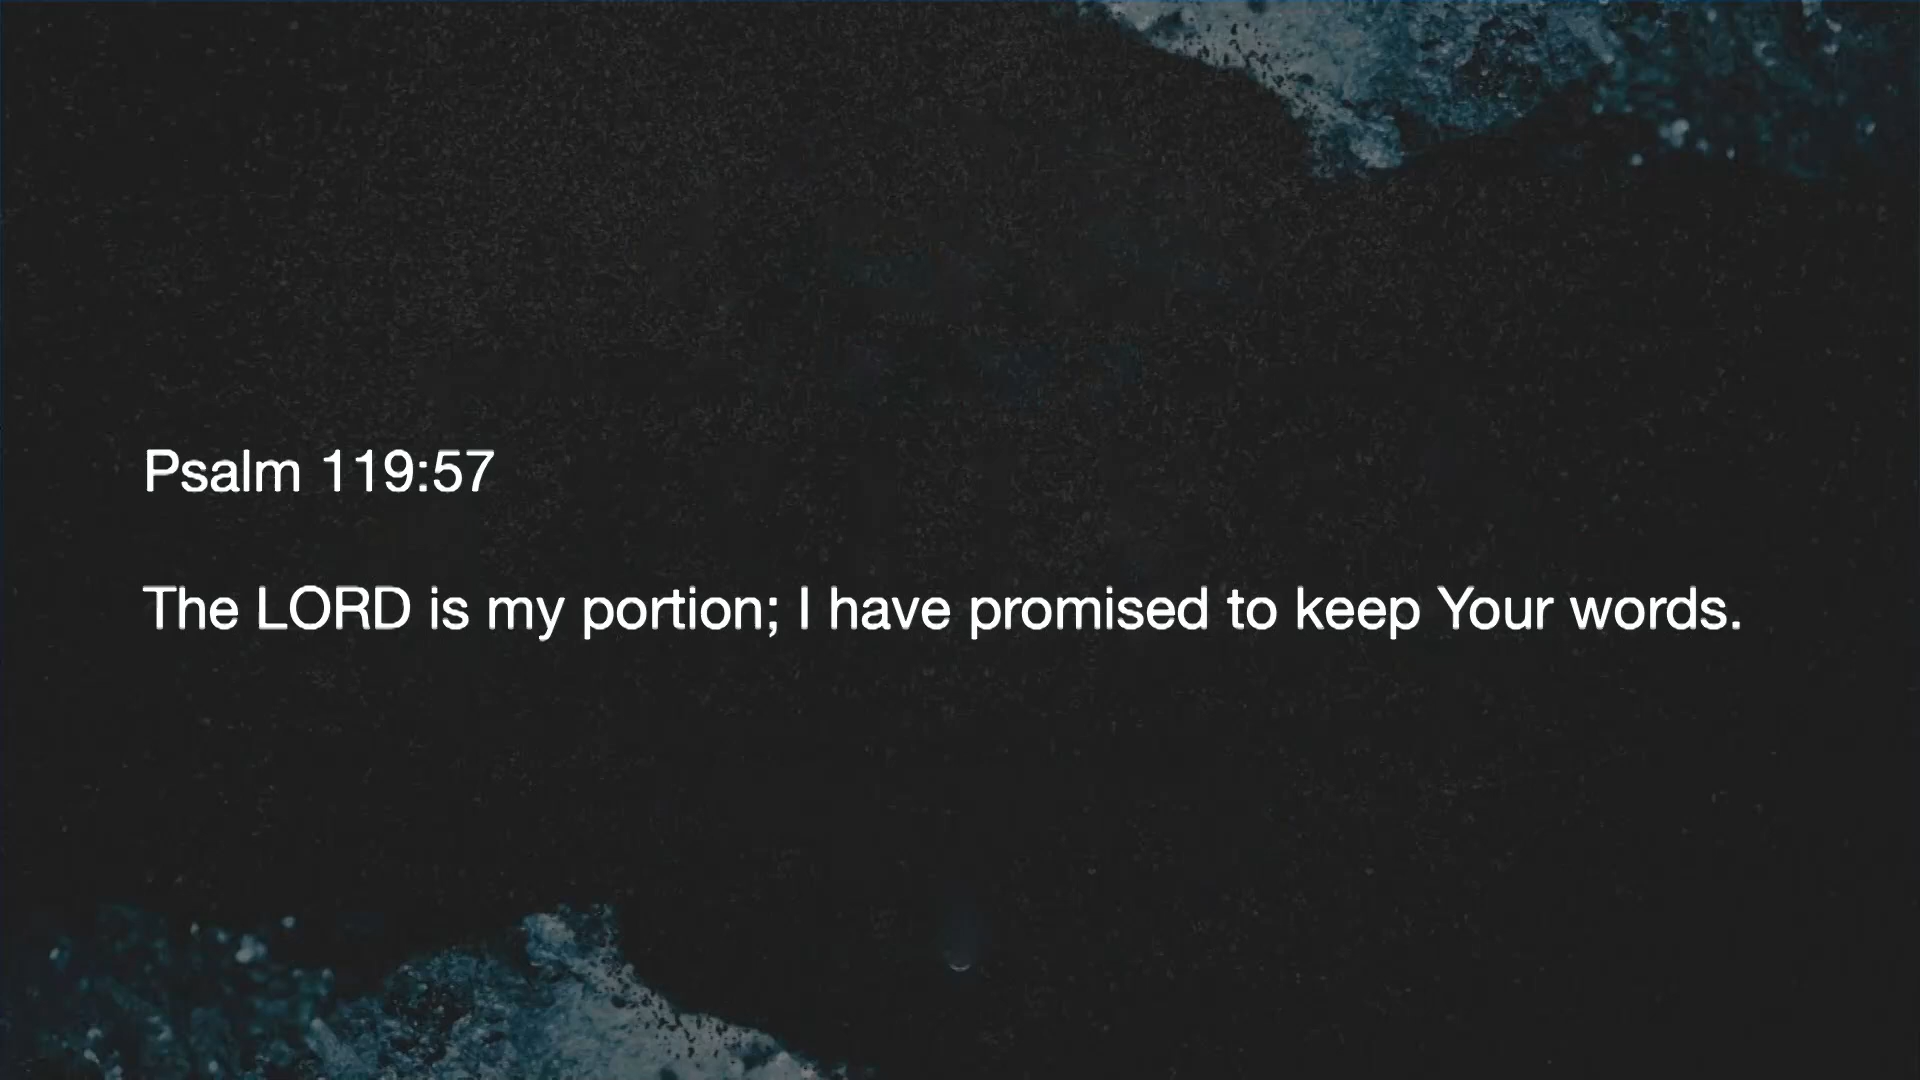 Psalm 119:57
The LORD is my portion; I have promised to keep Your words.